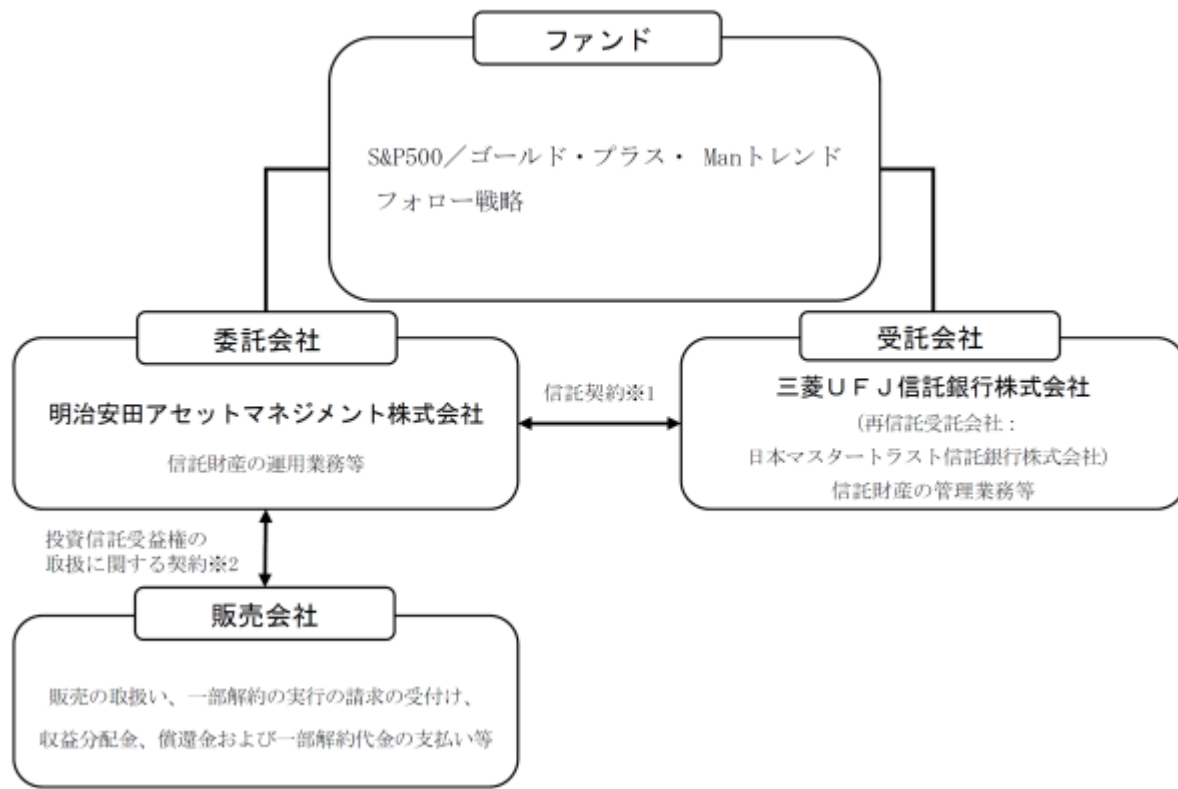 ファンド
S&P500／ゴールド・プラス・ Manトレンド
フォロー戦略
委託会社
明治安田アセットマネジメント株式会社
信託財産の運用業務等
信託契約※1
受託会社
三菱ＵＦＪ信託銀行株式会社
(再信託受託会社：
日本マスタートラスト信託銀行株式会社)
信託財産の管理業務等
投資信託受益権の
取扱に関する契約※2
販売会社
販売の取扱い、一部解約の実行の請求の受付け、
収益分配金、償還金および一部解約代金の支払い等